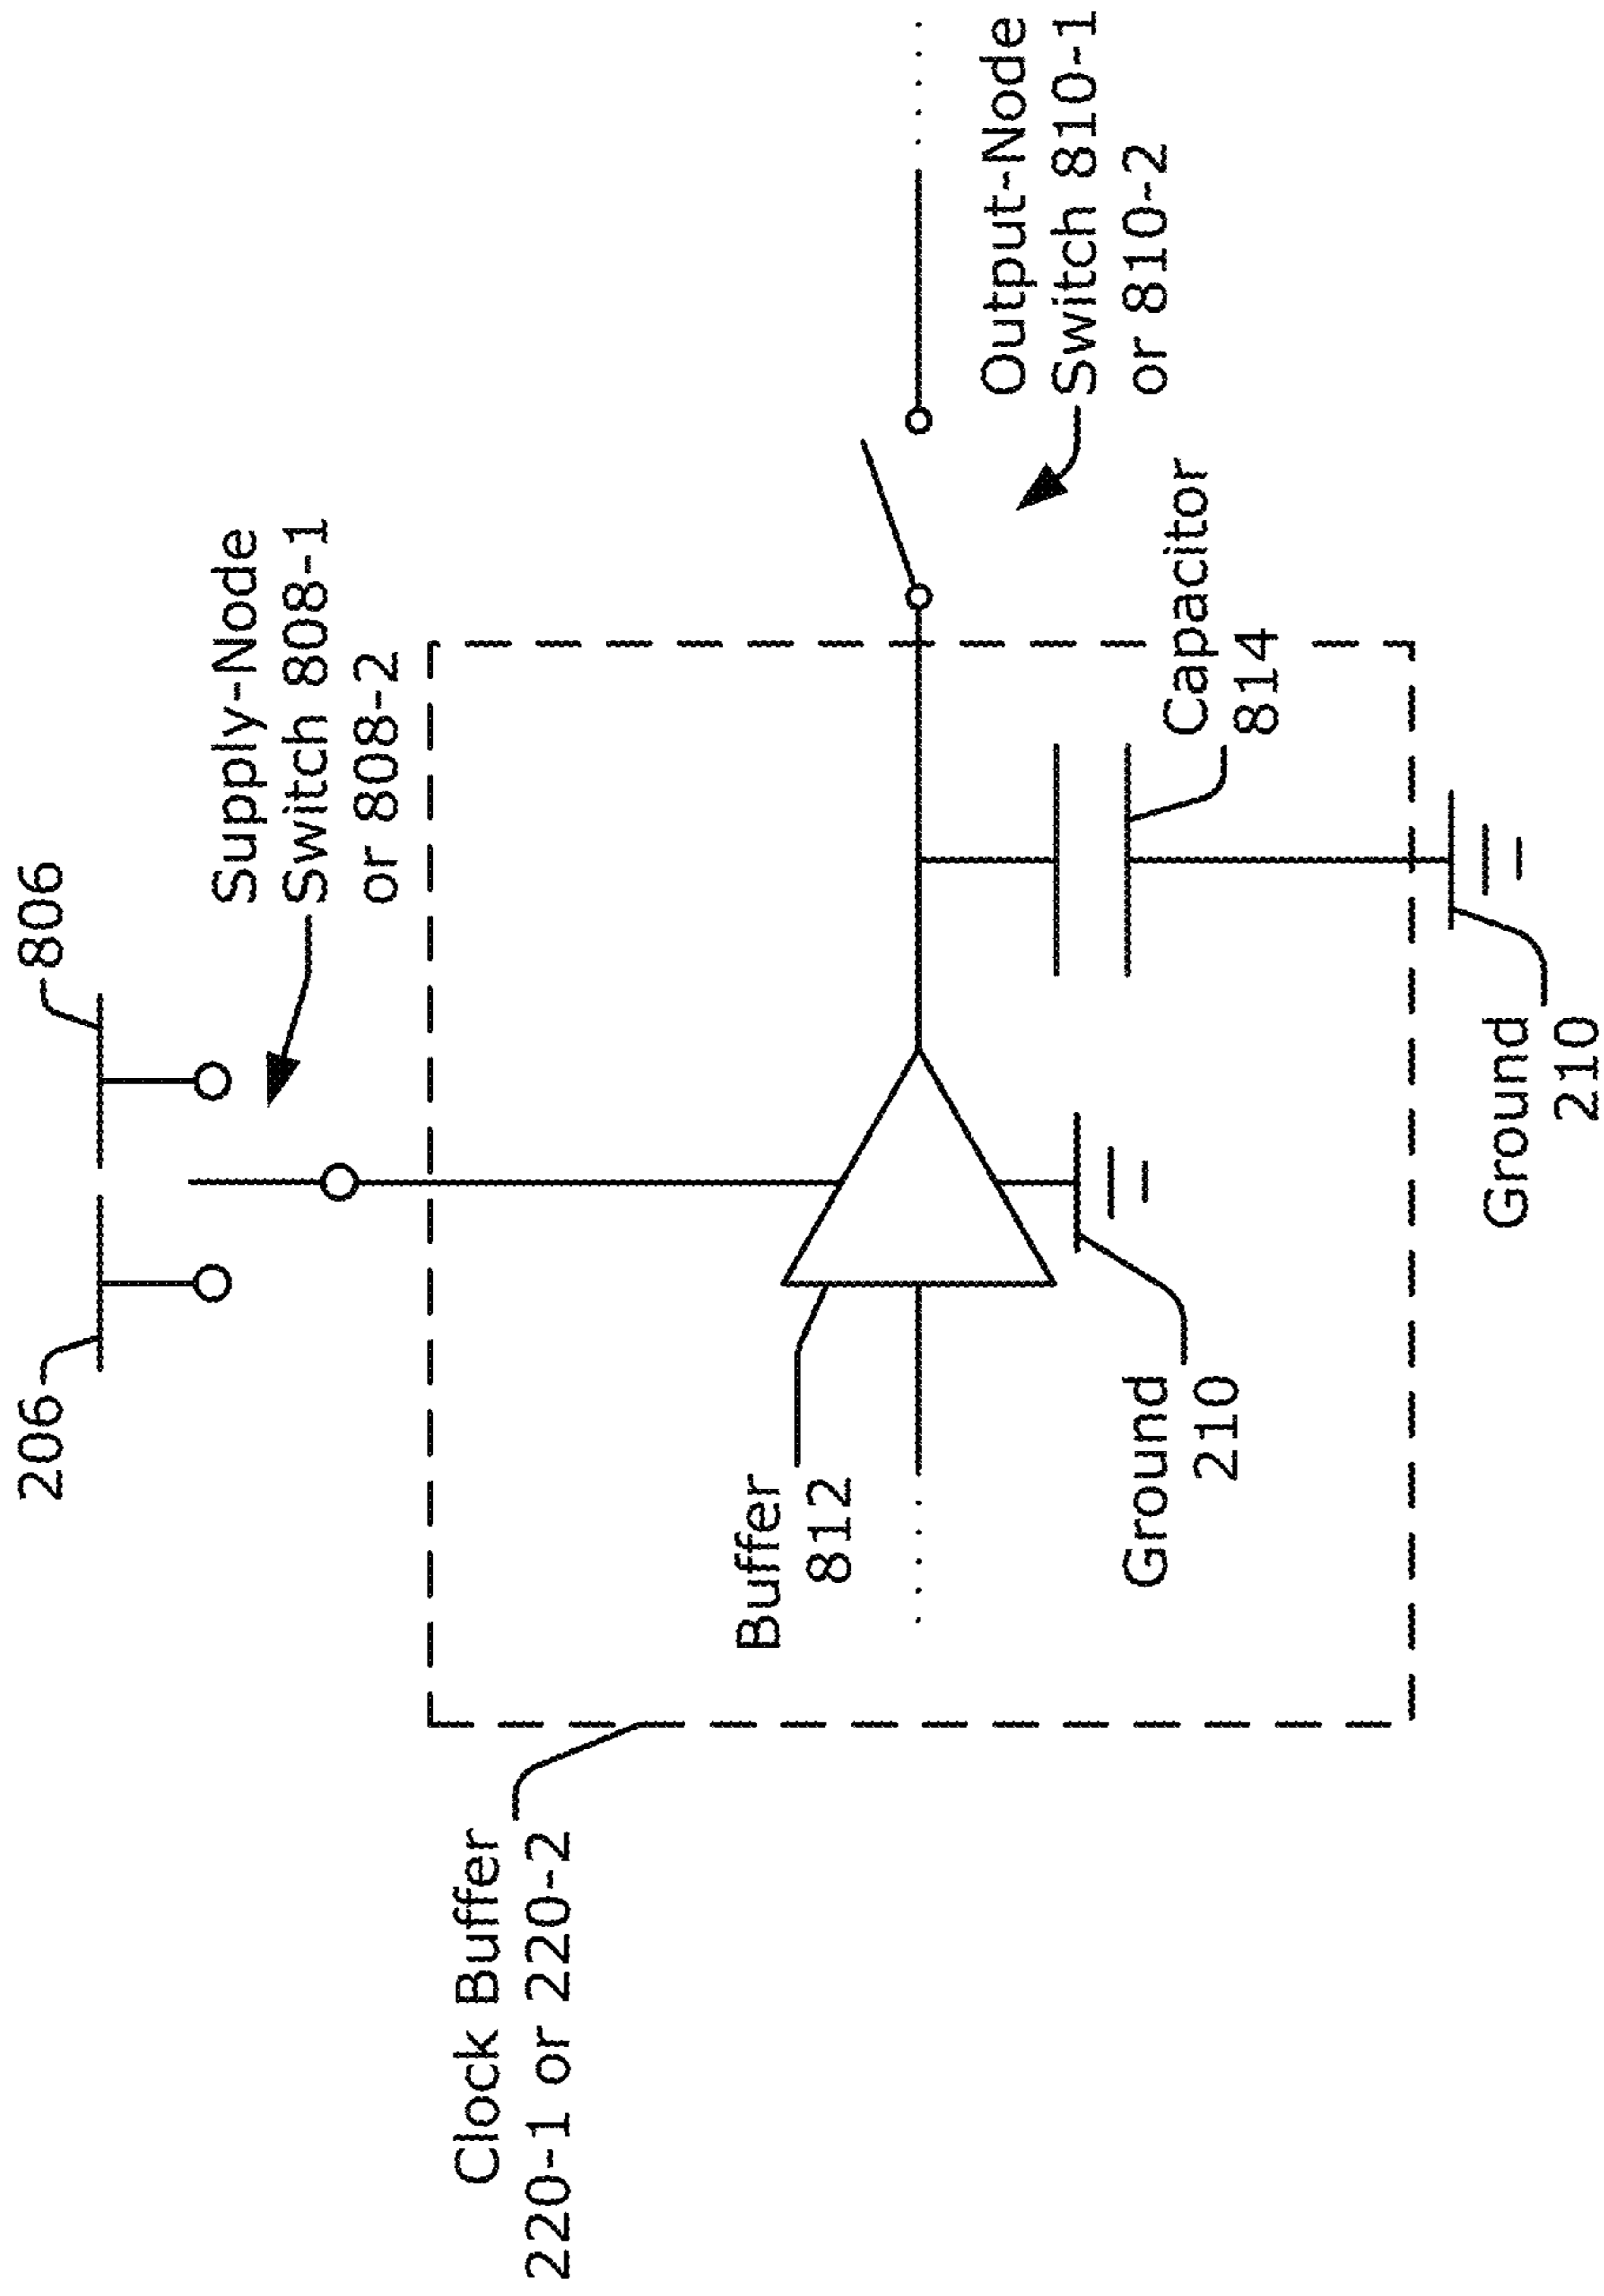 206
806
Supply-Node
Switch 808-1
or 808-2
Clock Buffer
220-1 or 220-2
Buffer
812
Output-Node
Switch 810-1
or 810-2
Ground
210
Capacitor
814
Ground
210